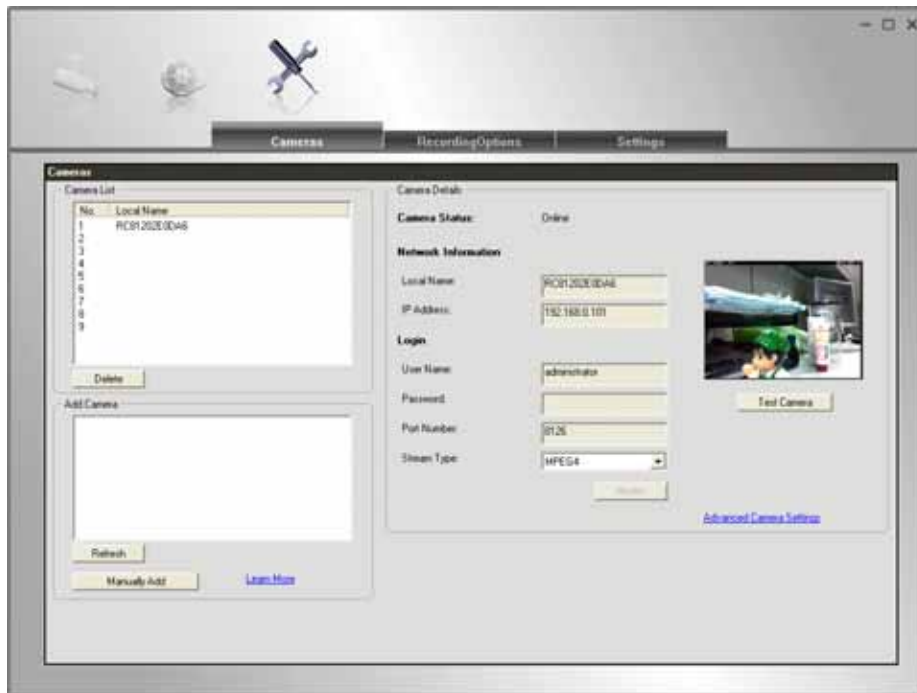 Cameras RecordingOptions Settings
Cameras
Camera List
No. Local Name
1 RC81202E0DA6
2
3
4
5
6
7
8
9
Delete
Add Camera
Refresh
Manually Add Learn More
Camera Details
Camera Status: Online
Network Information
Local Name: RC81202E0DA6
IP Address: 192.168.0.101
Login
User Name: administrator
Password:
Port Number: 8126
Stream Type: MPEG4
Test Camera
Advanced Camera Settings